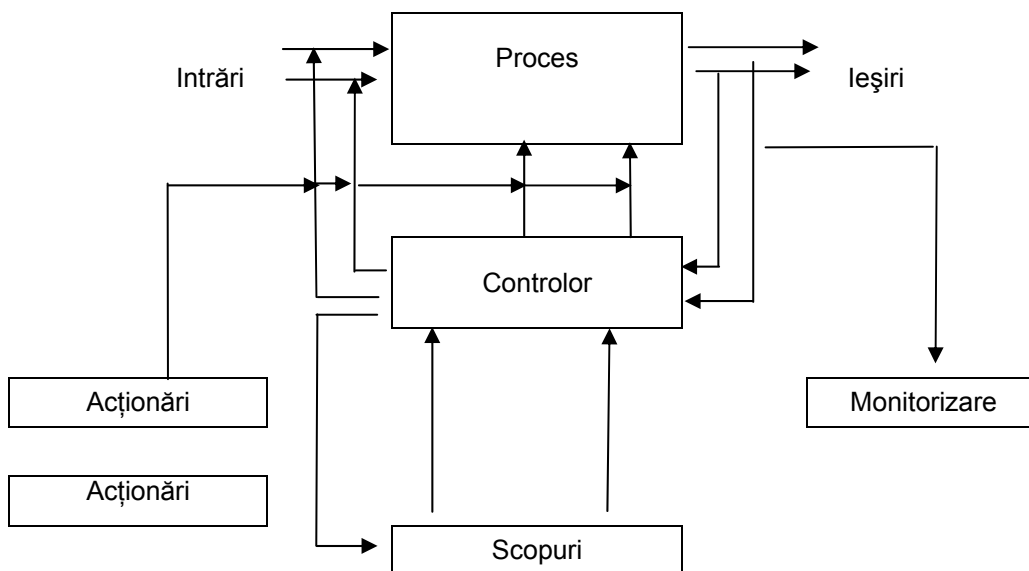 Proces
Intrări
Ieşiri
Controlor
Acționări
Monitorizare
Acționări
Scopuri